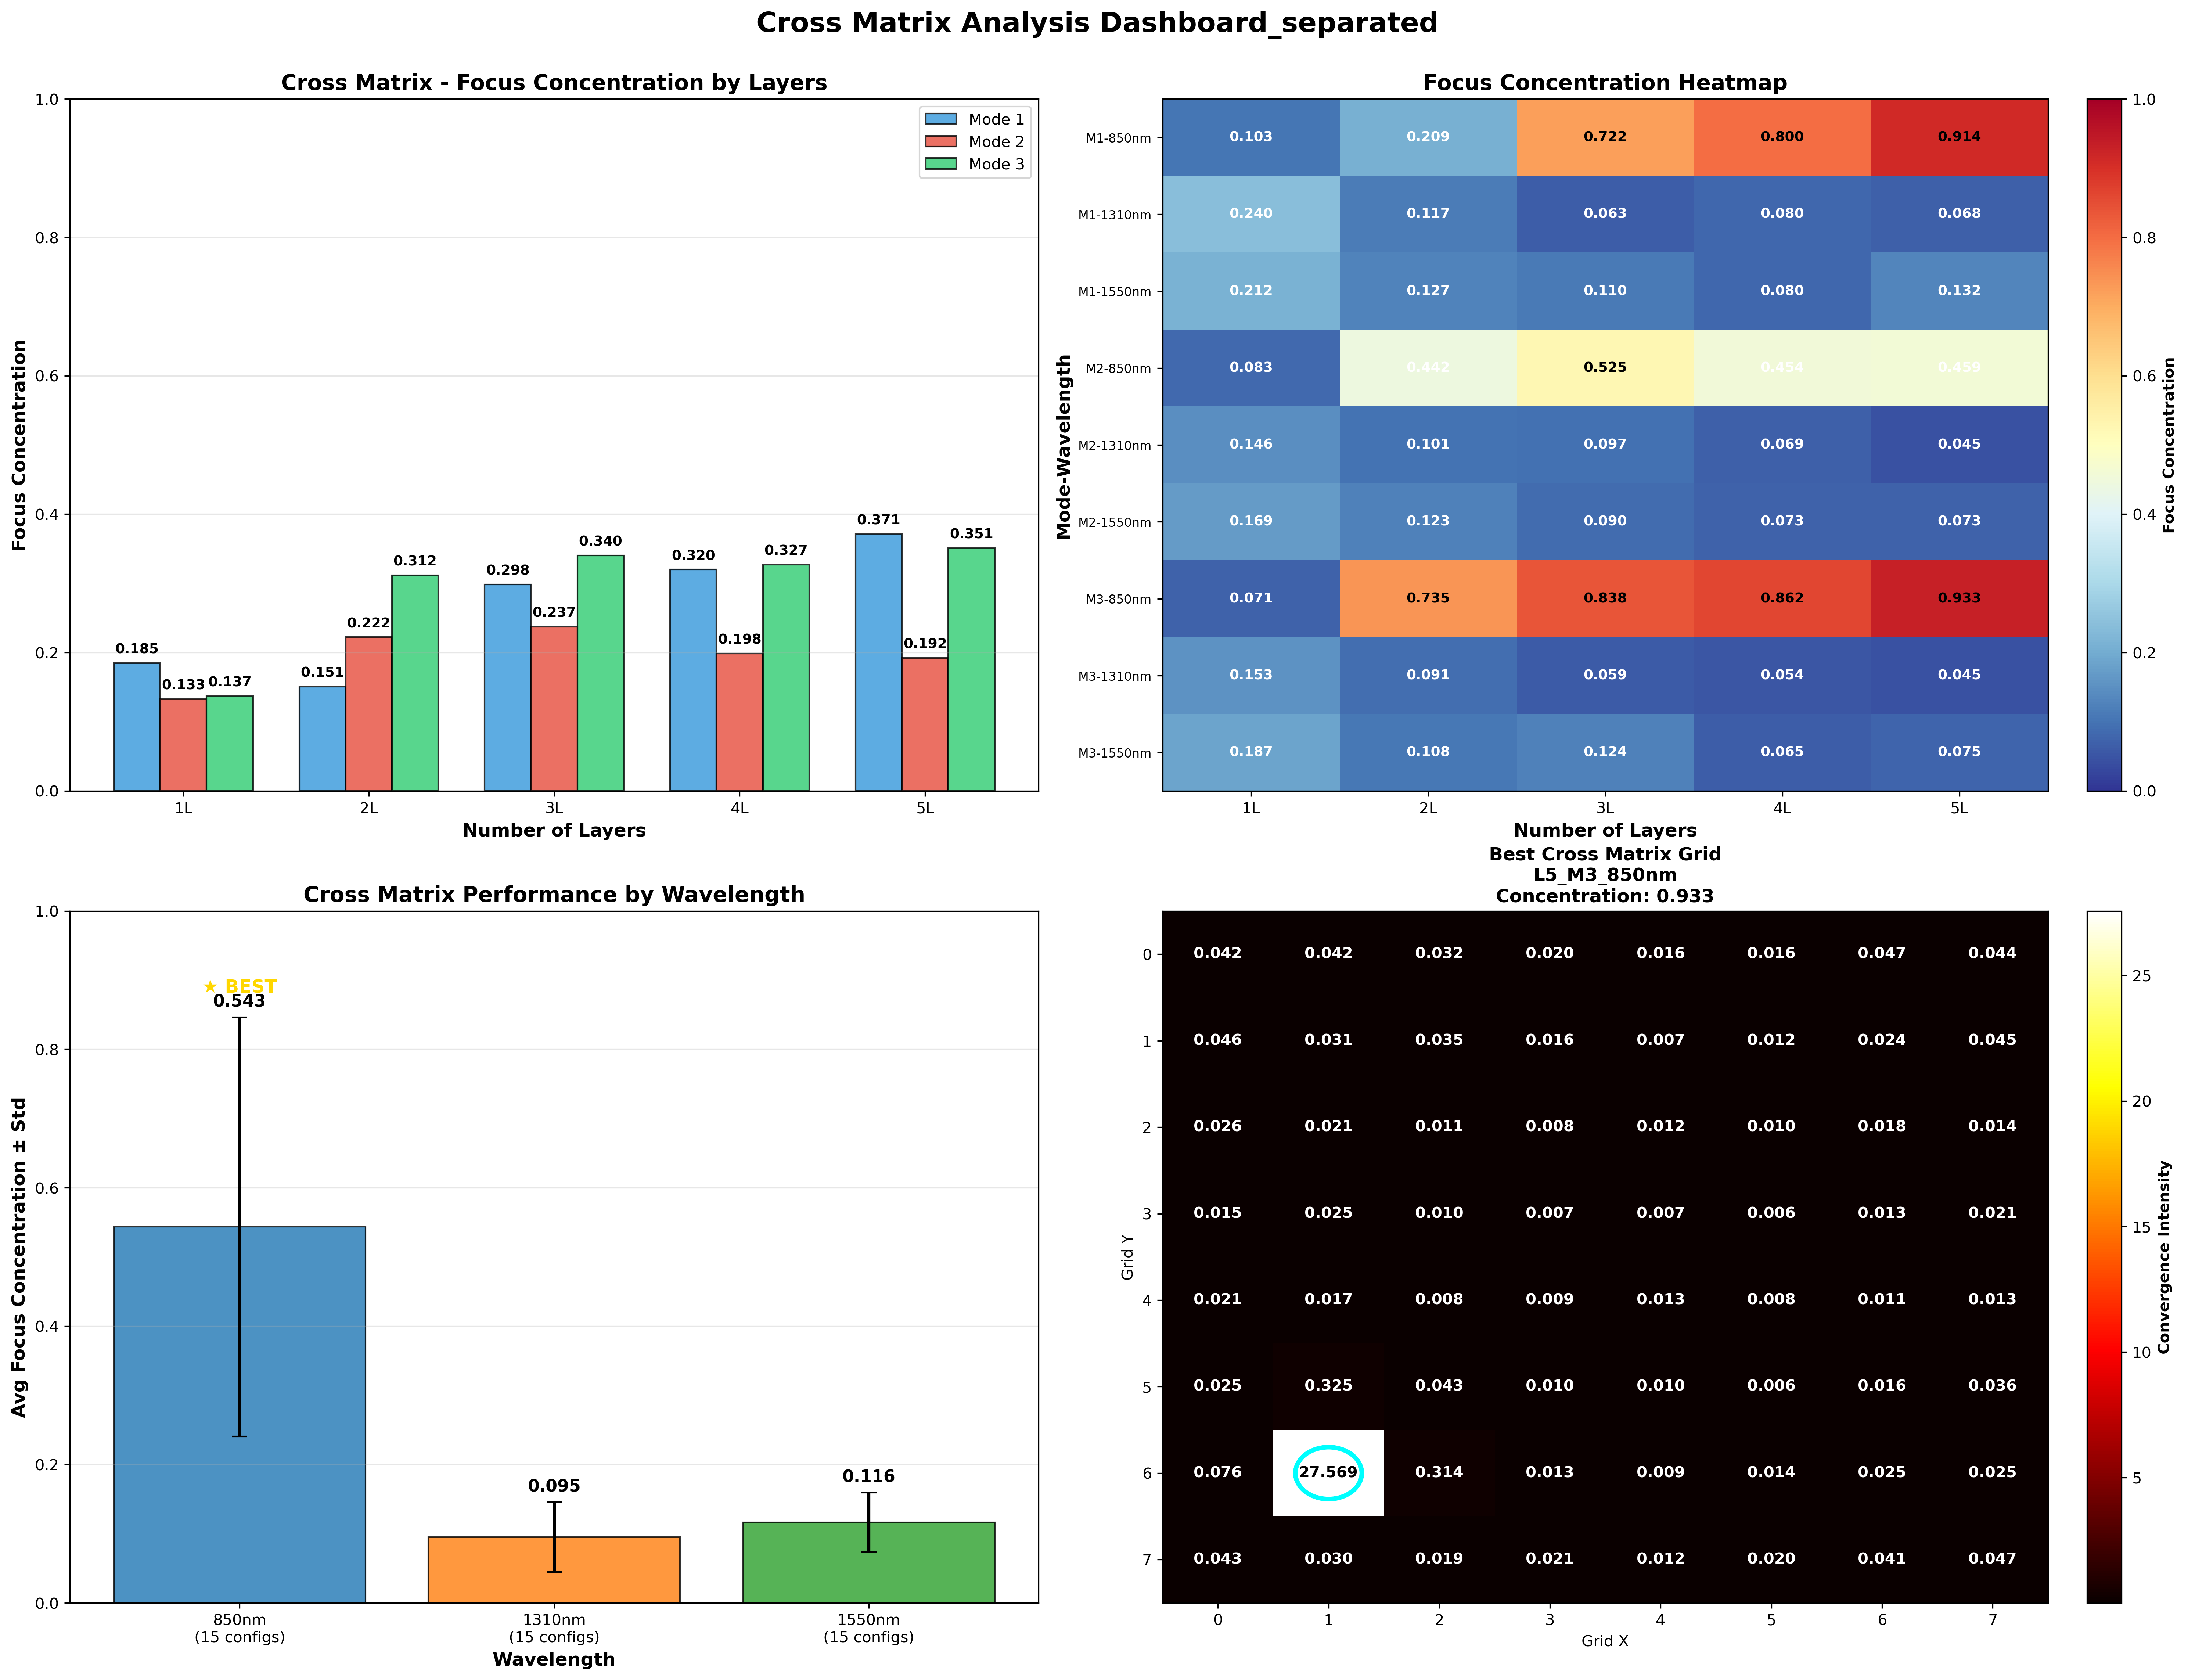 Cross Matrix Analysis Dashboard_separated
Cross Matrix - Focus Concentration by Layers
Focus Concentration
1.0
0.8
0.6
0.4
0.2
0.0
Mode 1
Mode 2
Mode 3
0.185
0.133
0.137
0.151
0.222
0.312
0.298
0.237
0.340
0.320
0.198
0.327
0.371
0.192
0.351
1L 2L 3L 4L 5L
Number of Layers
Focus Concentration Heatmap
Mode-Wavelength
M1-850nm 0.103 0.209 0.722 0.800 0.914
M1-1310nm 0.240 0.117 0.063 0.080 0.068
M1-1550nm 0.212 0.127 0.110 0.080 0.132
M2-850nm 0.083 0.442 0.525 0.454 0.459
M2-1310nm 0.146 0.101 0.097 0.069 0.045
M2-1550nm 0.169 0.123 0.090 0.073 0.073
M3-850nm 0.071 0.735 0.838 0.862 0.933
M3-1310nm 0.153 0.091 0.059 0.054 0.045
M3-1550nm 0.187 0.108 0.124 0.065 0.075
1L 2L 3L 4L 5L
Number of Layers
1.0
0.8
0.6
0.4
0.2
0.0
Focus Concentration
Cross Matrix Performance by Wavelength
Avg Focus Concentration ± Std
1.0
0.8
0.6
0.4
0.2
0.0
★ BEST
0.543
0.095
0.116
850nm 1310nm 1550nm
(15 configs) (15 configs) (15 configs)
Wavelength
Best Cross Matrix Grid
L5_M3_850nm
Concentration: 0.933
Grid Y
0 0.042 0.042 0.032 0.020 0.016 0.016 0.047 0.044
1 0.046 0.031 0.035 0.016 0.007 0.012 0.024 0.045
2 0.026 0.021 0.011 0.008 0.012 0.010 0.018 0.014
3 0.015 0.025 0.010 0.007 0.007 0.006 0.013 0.021
4 0.021 0.017 0.008 0.009 0.013 0.008 0.011 0.013
5 0.025 0.325 0.043 0.010 0.010 0.006 0.016 0.036
6 0.076 27.569 0.314 0.013 0.009 0.014 0.025 0.025
7 0.043 0.030 0.019 0.021 0.012 0.020 0.041 0.047
0 1 2 3 4 5 6 7
Grid X
25
20
15
10
5
Convergence Intensity